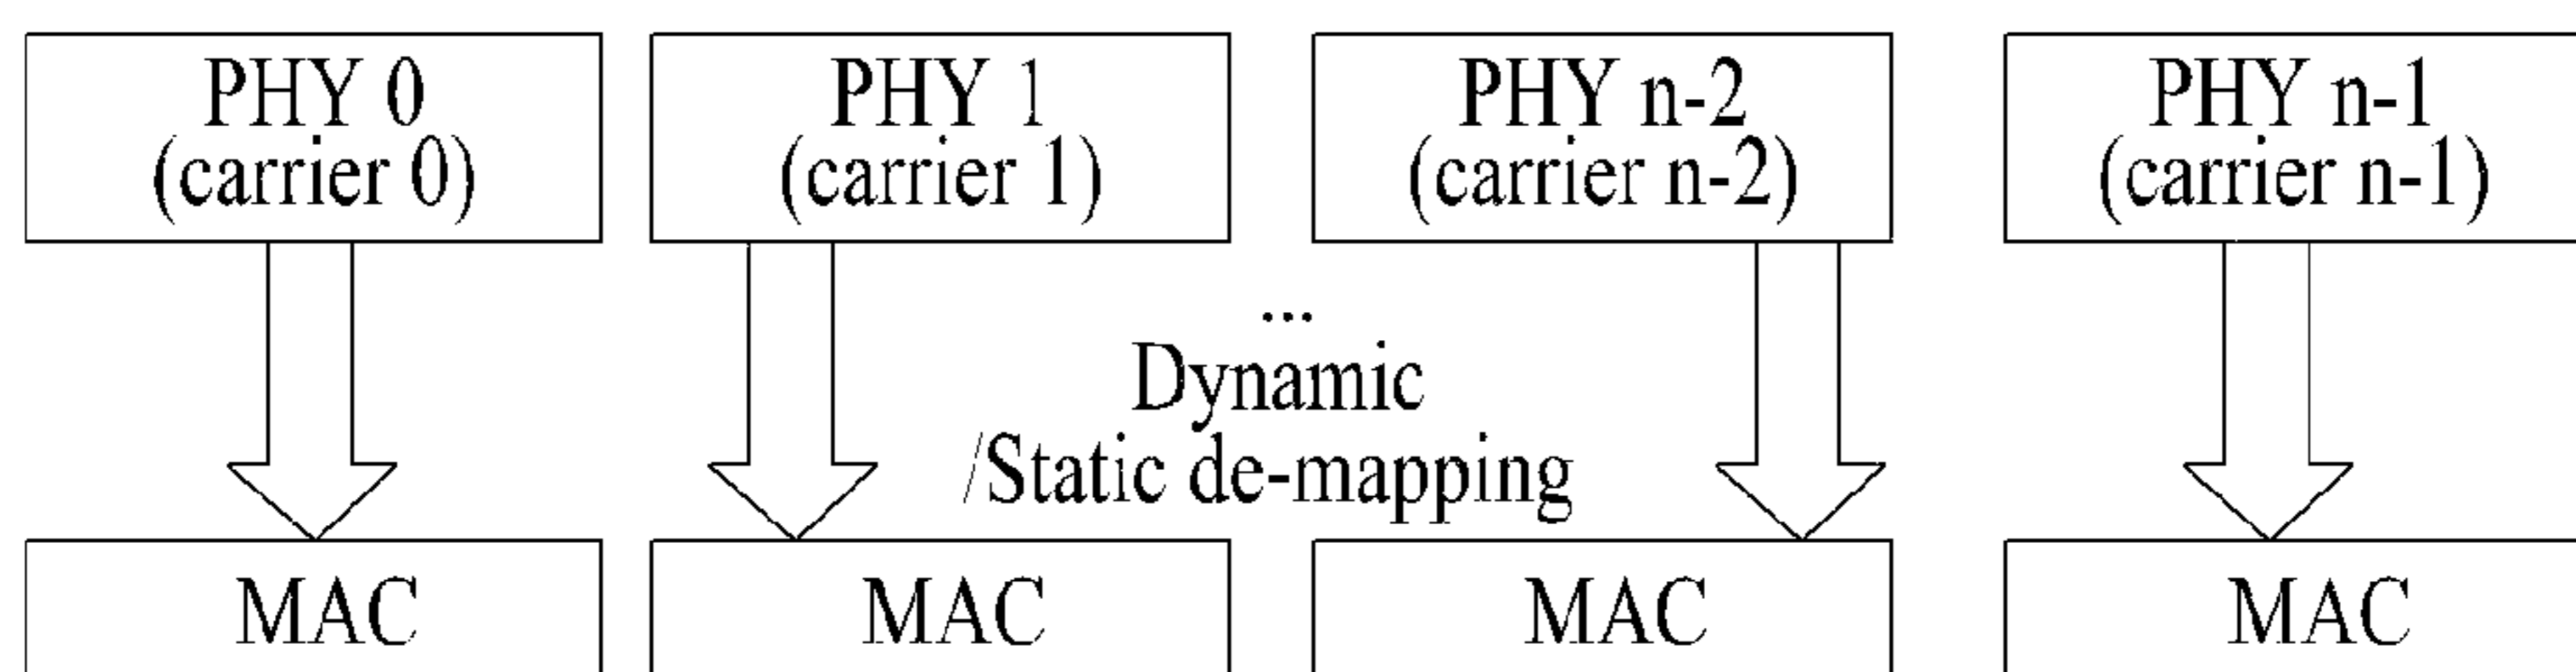 PHY 0
(carrier 0)
PHY 1
(carrier 1)
PHY n-2
(carrier n-2)
PHY n-1
(carrier n-1)
...
Dynamic
/Static de-mapping
MAC
MAC
MAC
MAC